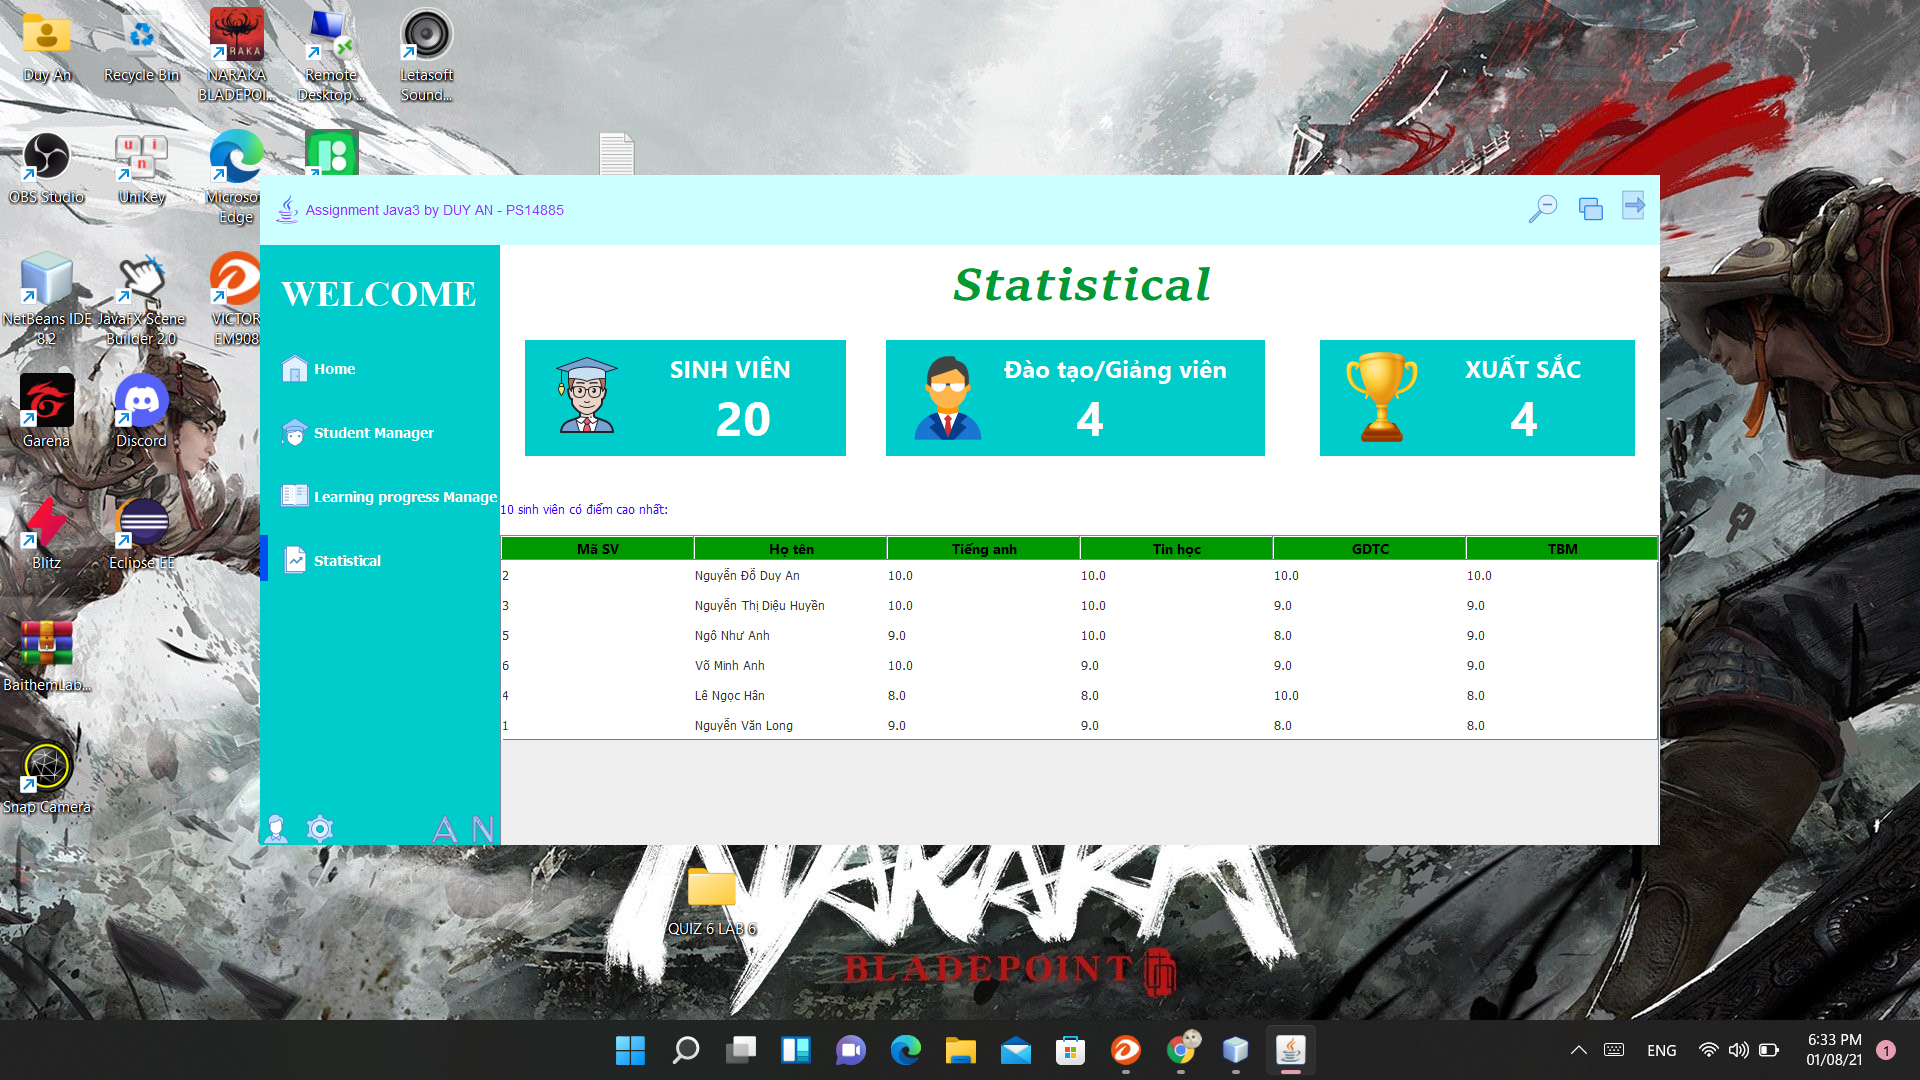 Duy An
Recycle Bin
NARAKA
BLADEPOI...
Remote
Desktop ...
Letasoft
Sound...
OBS Studio
UniKey
Microsof
Edge
NetBeans IDE
8.2
JavaFX Scene
Builder 2.0
VICTOR
EM908
Garena
Discord
Blitz
Eclipse EE
BaithemLab...
Snap Camera
Assignment Java3 by DUY AN - PS14885
WELCOME
Home
Student Manager
Learning progress Manage
Statistical
A N
Statistical
SINH VIÊN
20
Đào tạo/Giảng viên
4
XUẤT SẮC
4
10 sinh viên có điểm cao nhất:
Mã SV Họ tên Tiếng anh Tin học GDTC TBM
2 Nguyễn Đỗ Duy An 10.0 10.0 10.0 10.0
3 Nguyễn Thị Diệu Huyền 10.0 10.0 9.0 9.0
5 Ngô Như Anh 9.0 10.0 8.0 9.0
6 Võ Minh Anh 10.0 9.0 9.0 9.0
4 Lê Ngọc Hân 8.0 8.0 10.0 8.0
1 Nguyễn Văn Long 9.0 9.0 8.0 8.0
QUIZ 6 LAB 6
NARAKA
BLADEPOINT
ENG
6:33 PM
01/08/21
1